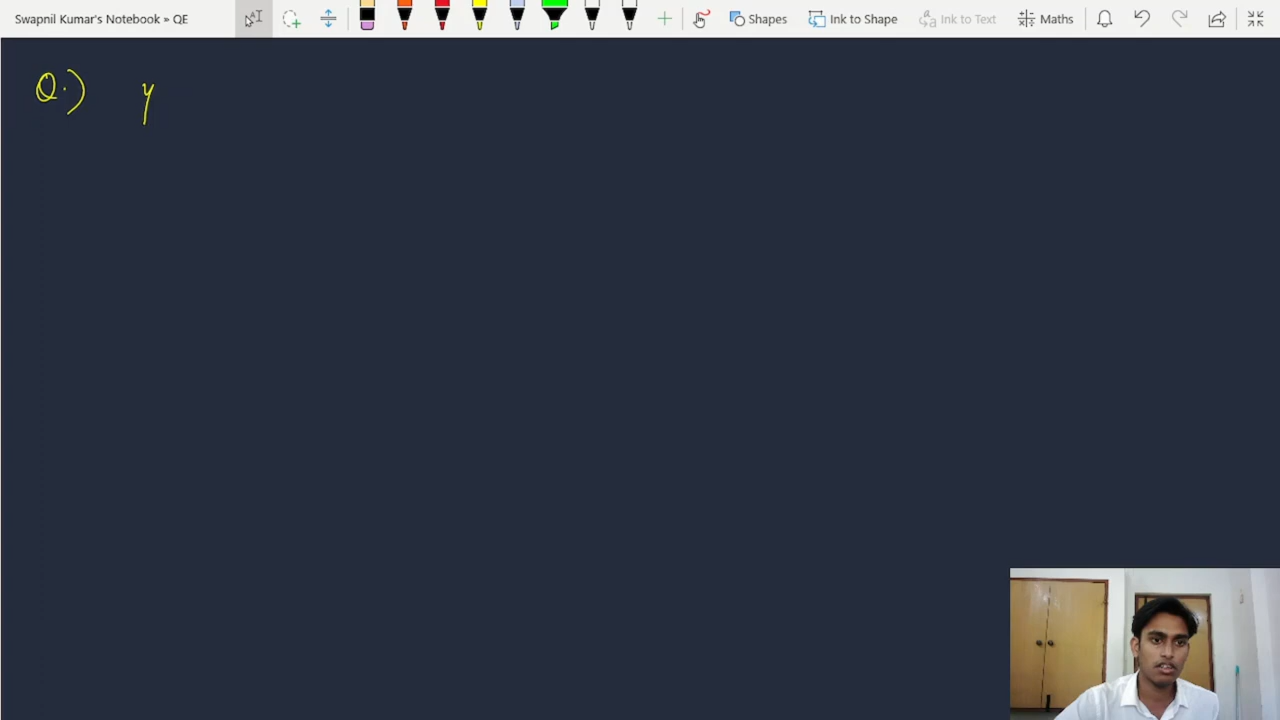 Swapnil Kumar's Notebook » QE
Shapes
Ink to Shape
Ink to Text
Maths
Q.) y